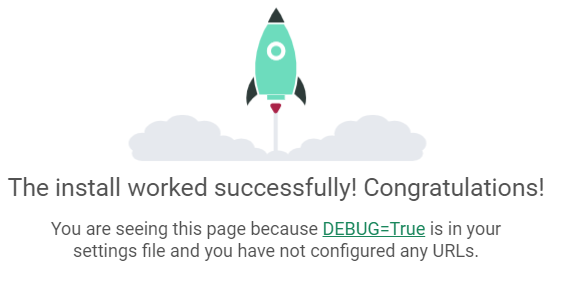 The install worked successfully! Congratulations!
You are seeing this page because DEBUG=True is in your
settings file and you have not configured any URLs.